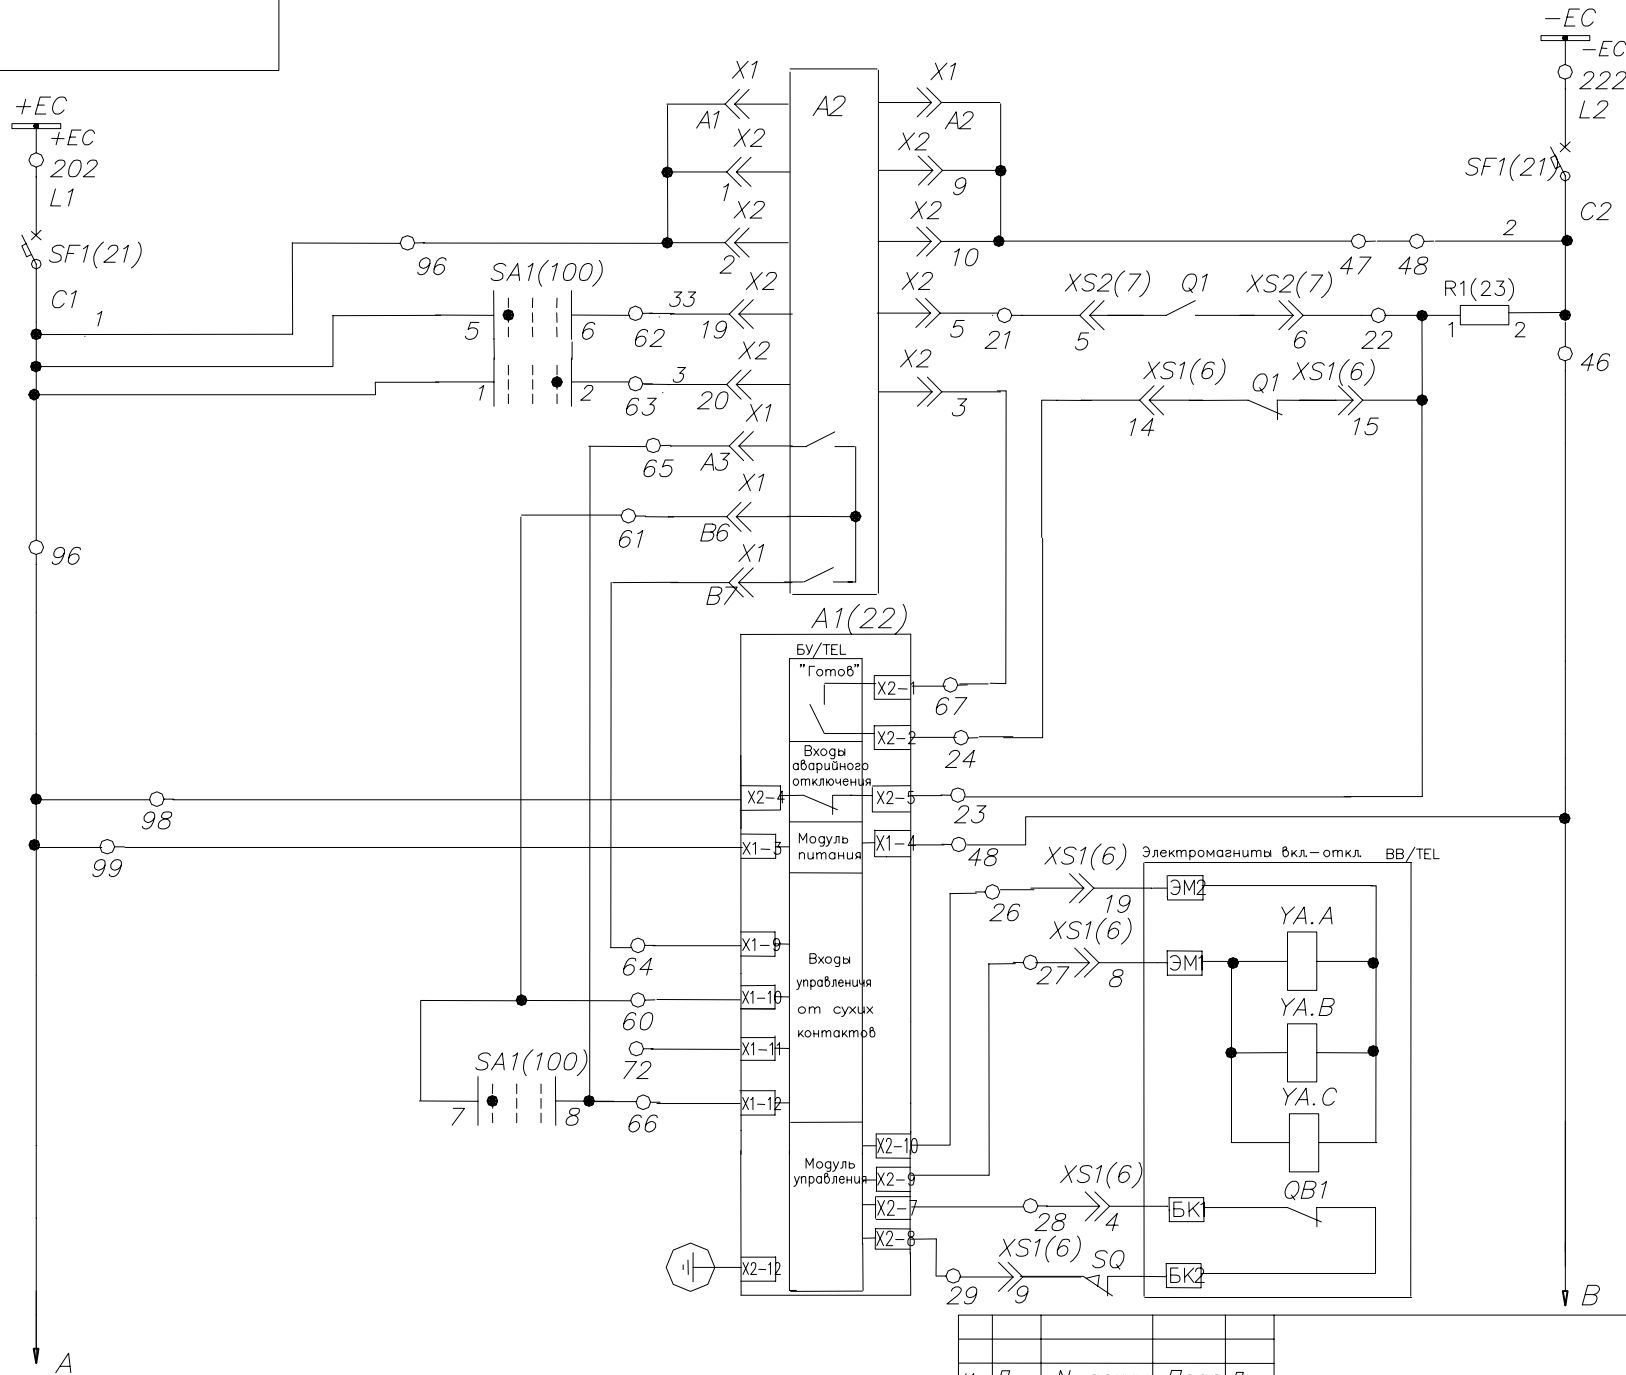 -EC
-EC
222
L2
+EC
+EC
202
L1
X1
A1
A2
X1
A2
X2
1
X2
9
SF1(21)
C2
SF1(21)
C1
1
96
X2
2
X2
10
47
48
2
SA1(100)
5
6
62
33
19
X2
X2
5
21
XS2(7)
5
Q1
XS2(7)
6
22
R1(23)
1
2
46
1
2
63
3
20
X2
X2
3
XS1(6)
14
Q1
XS1(6)
15
65
A3
X1
61
B6
X1
96
B7
X1
A1(22)
БУ/TEL
"Готов"
X2-1
67
X2-2
24
Входы
аварийного
отключения
X2-4
X2-5
98
23
Модуль
питания
X1-3
X1-4
99
48
Электромагниты вкл-откл
BB/TEL
XS1(6)
26
19
ЭМ2
XS1(6)
27
8
ЭМ1
YA.A
YA.B
YA.C
64
X1-9
Входы
управленичя
от сухих
контактов
60
X1-10
72
X1-11
SA1(100)
7
8
66
X1-12
X2-10
Модуль
управления
X2-9
X2-7
X2-8
X2-12
28
XS1(6)
4
БК1
QB1
29
XS1(6)
9
SQ
БК2
B
A